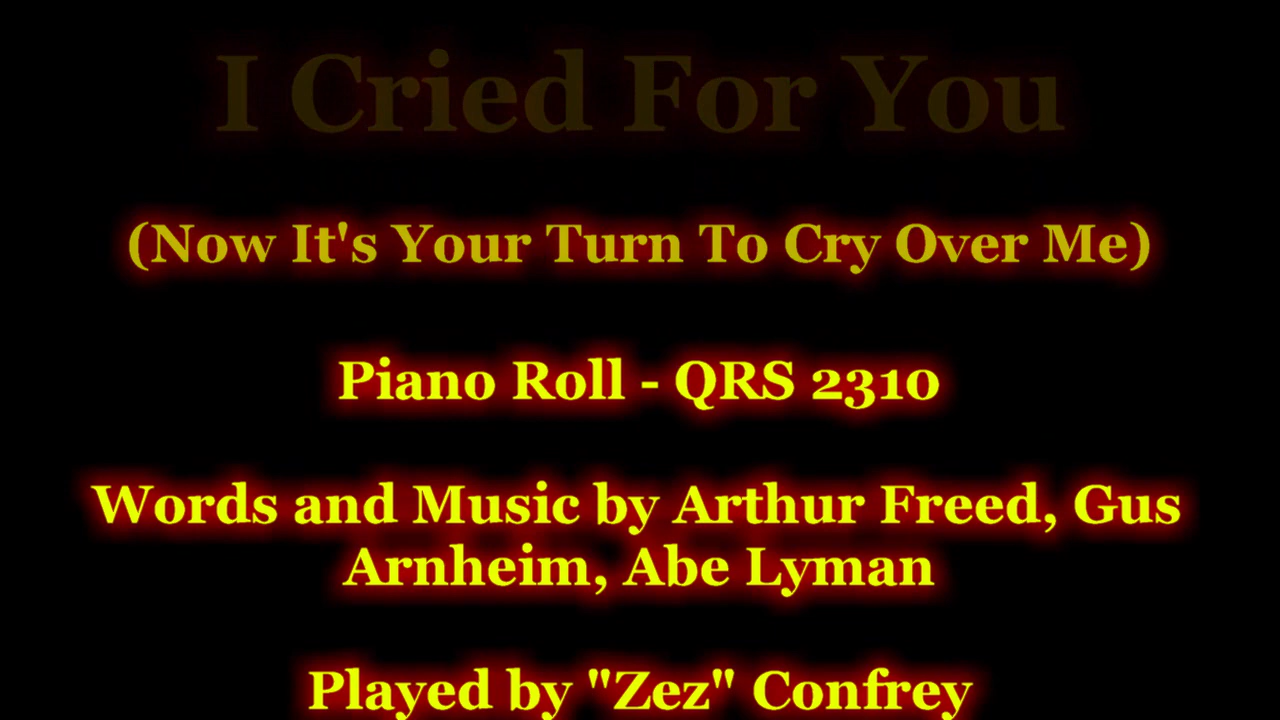 I Cried For You
(Now It's Your Turn To Cry Over Me)
Piano Roll - QRS 2310
Words and Music by Arthur Freed, Gus
Arnheim, Abe Lyman
Played by "Zez" Confrey